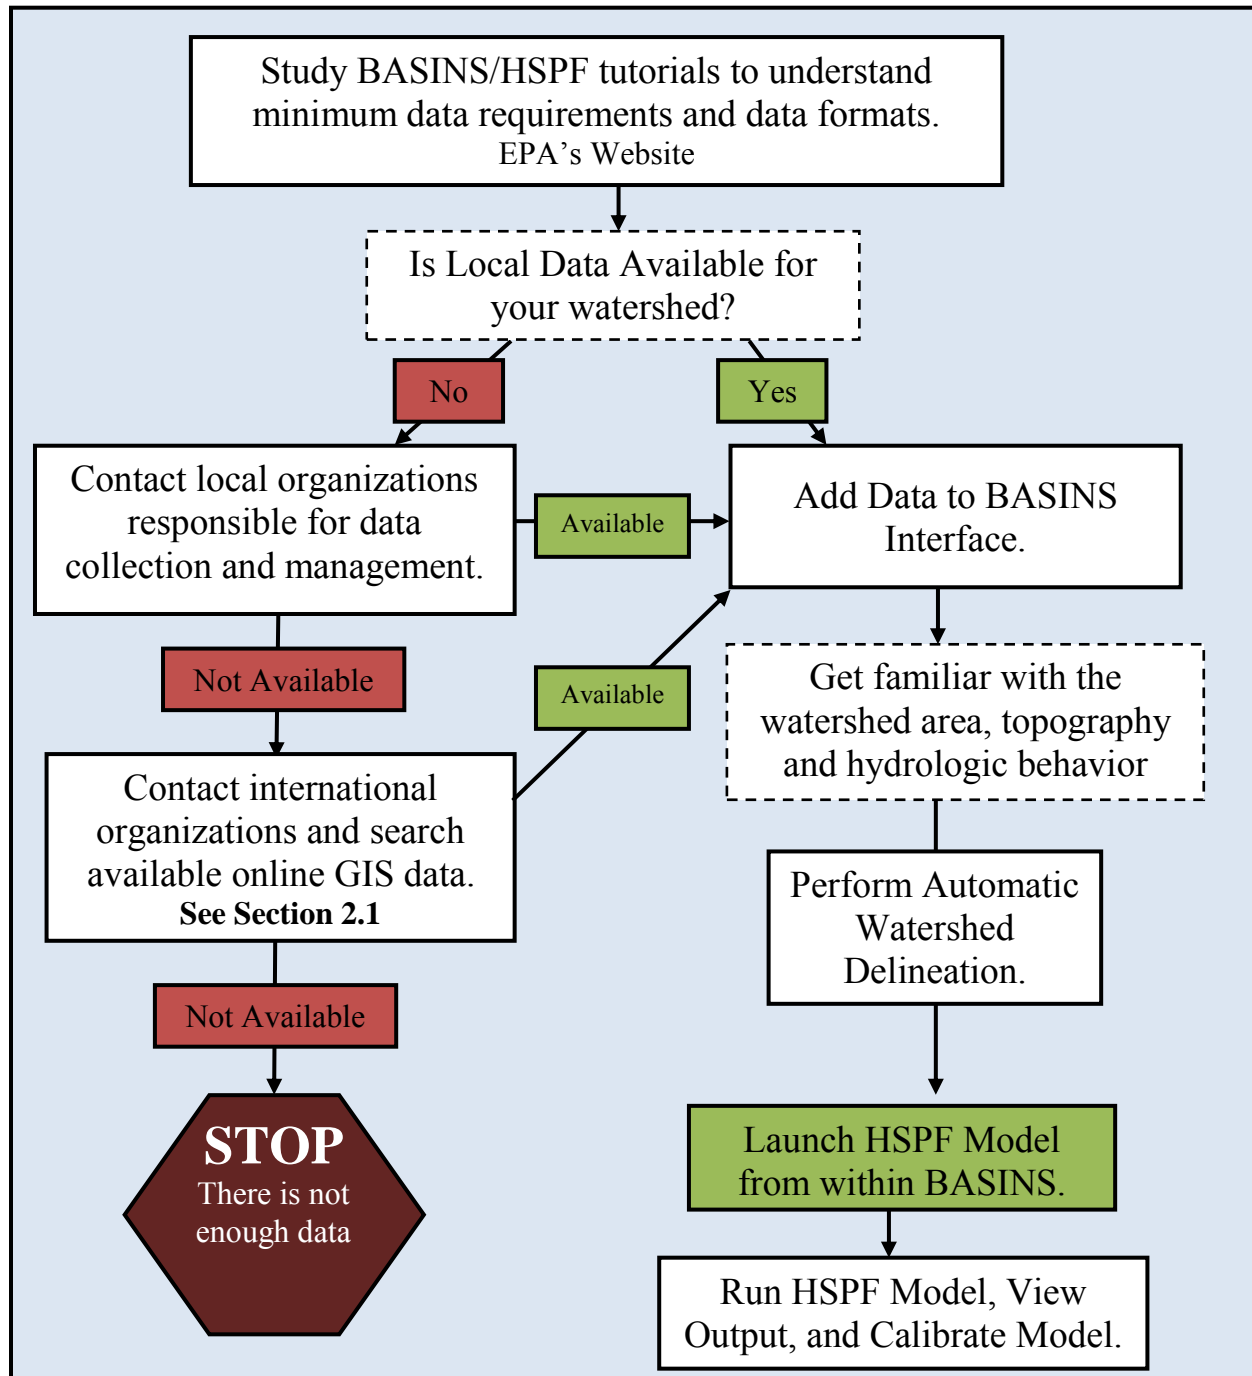 Study BASINS/HSPF tutorials to understand
minimum data requirements and data formats.
EPA's Website
Is Local Data Available for
your watershed?
No
Yes
Contact local organizations
responsible for data
collection and management.
Available
Add Data to BASINS
Interface.
Not Available
Available
Get familiar with the
watershed area, topography
and hydrologic behavior
Contact international
organizations and search
available online GIS data.
See Section 2.1
Perform Automatic
Watershed
Delineation.
Not Available
STOP
There is not
enough data
Launch HSPF Model
from within BASINS.
Run HSPF Model, View
Output, and Calibrate Model.